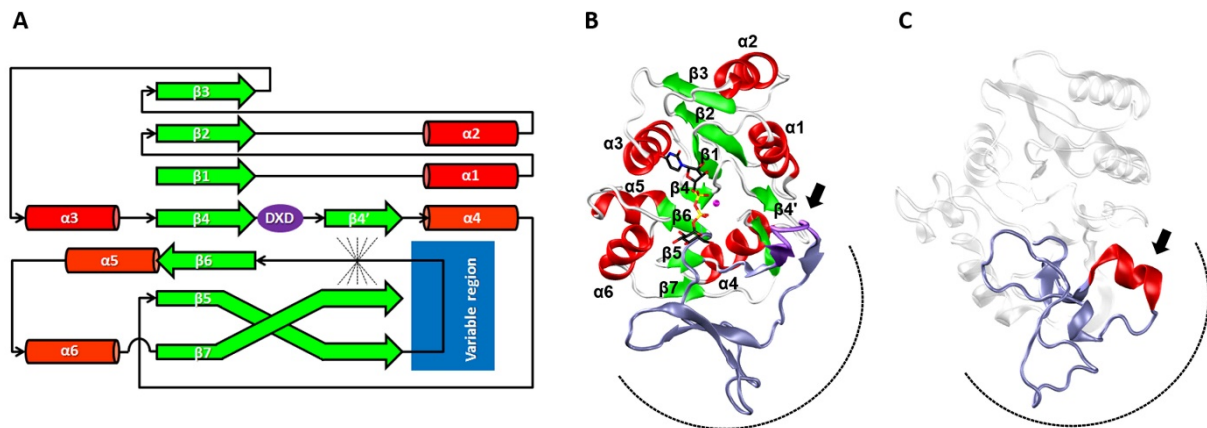 A
B
C
β3
β2
α2
β1
α1
α3
β4
DXD
β4'
α4
α5
β6
β5
β7
α6
Variable region
α2
β3
β2
α1
α3
β1
β4
α5
β4'
β6
β5
α4
α6
β7